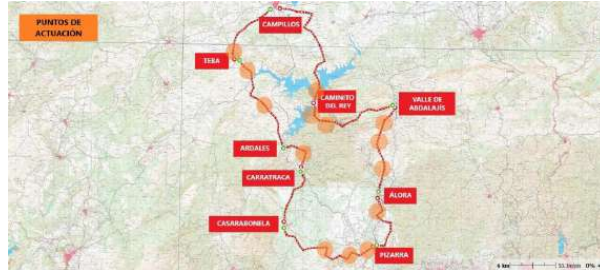 PUNTOS DE
ACTUACIÓN
CAMPILLOS
TEBA
CAMINITO
DEL REY
VALLE DE
ABDALAJÍS
ARDALES
CARRATRACA
ÁLORA
CASARABONELA
PIZARRA